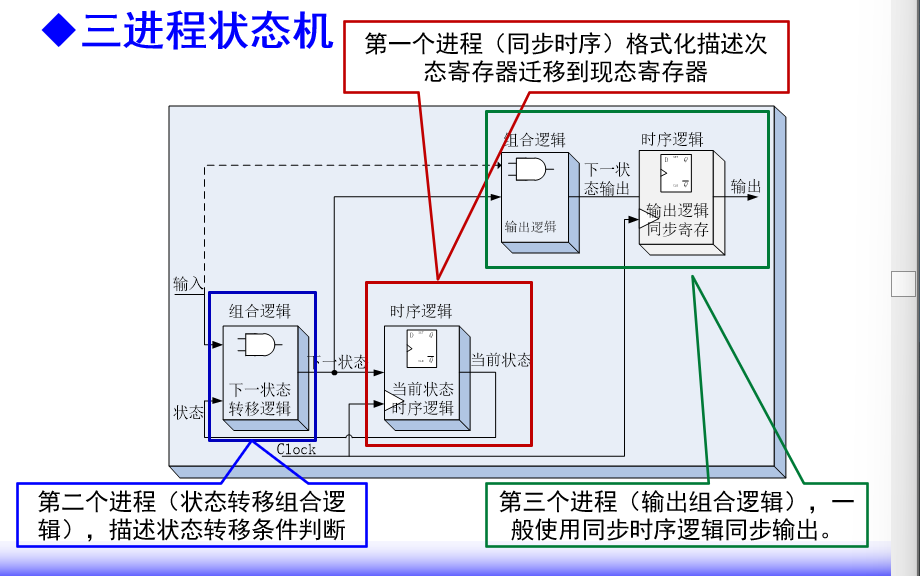 ◆三进程状态机
第一个进程（同步时序）格式化描述次
态寄存器迁移到现态寄存器
组合逻辑
输出逻辑
下一状
态输出
时序逻辑
输出逻辑
同步寄存
输出
输入
组合逻辑
下一状态
转移逻辑
状态
下一状态
时序逻辑
当前状态
时序逻辑
当前状态
Clock
第二个进程（状态转移组合逻
辑），描述状态转移条件判断
第三个进程（输出组合逻辑），一
般使用同步时序逻辑同步输出。